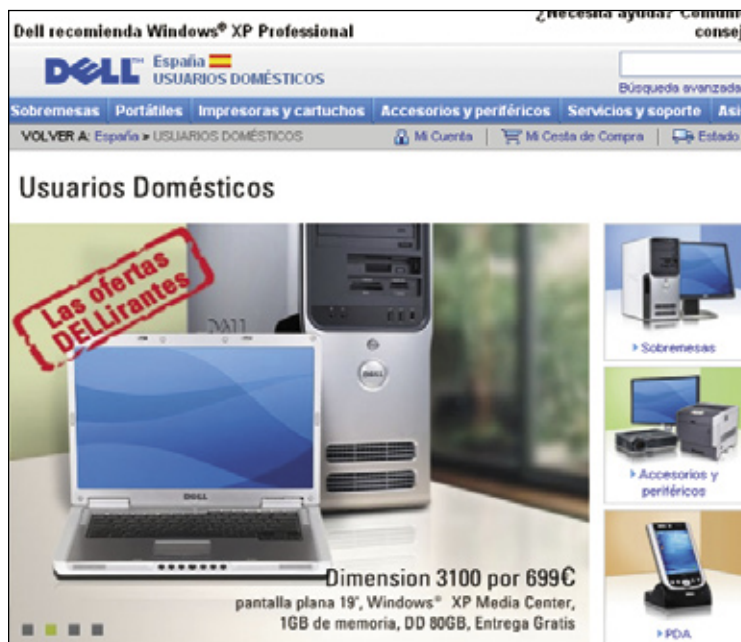 ¿Necesita ayuda?
Dell recomienda Windows® XP Professional
DELL™
España
USUARIOS DOMÉSTICOS
Búsqueda avanzada
Sobremesas Portátiles Impresoras y cartuchos Accesorios y periféricos Servicios y soporte
VOLVER A: España > USUARIOS DOMÉSTICOS Mi Cuenta | Mi Cesta de Compra | Estado
Usuarios Domésticos
Las ofertas
DELLirantes
DELL
DELL
DELL
Sobremesas
Accesorios y
periféricos
Dimension 3100 por 699€
pantalla plana 19", Windows® XP Media Center,
1GB de memoria, DD 80GB, Entrega Gratis
PDA